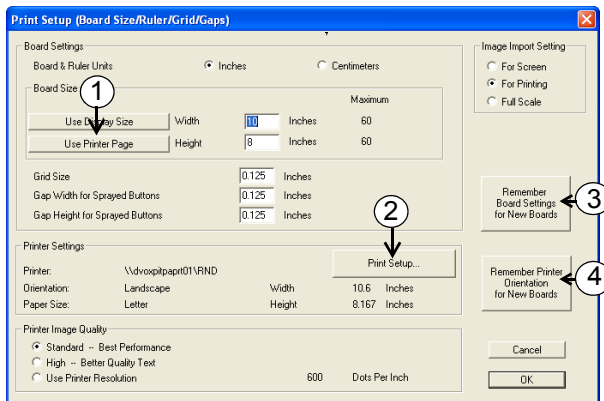 Print Setup (Board Size/Ruler/Grid/Gaps)
Board Settings
Board & Ruler Units Inches Centimeters
Board Size
Maximum
Use Display Size Width 10 Inches 60
Use Printer Page Height 8 Inches 60
Grid Size 0.125 Inches
Gap Width for Sprayed Buttons 0.125 Inches
Gap Height for Sprayed Buttons 0.125 Inches
Image Import Setting
For Screen
For Printing
Full Scale
1
2
Remember
Board Settings
for New Boards
3
Printer Settings
Print Setup...
Printer: \\dvoxpitpaprt01\RND
Orientation: Landscape Width 10.6 Inches
Paper Size: Letter Height 8.167 Inches
Remember Printer
Orientation
for New Boards
4
Printer Image Quality
Standard -- Best Performance
High -- Better Quality Text
Use Printer Resolution 600 Dots Per Inch
Cancel
OK